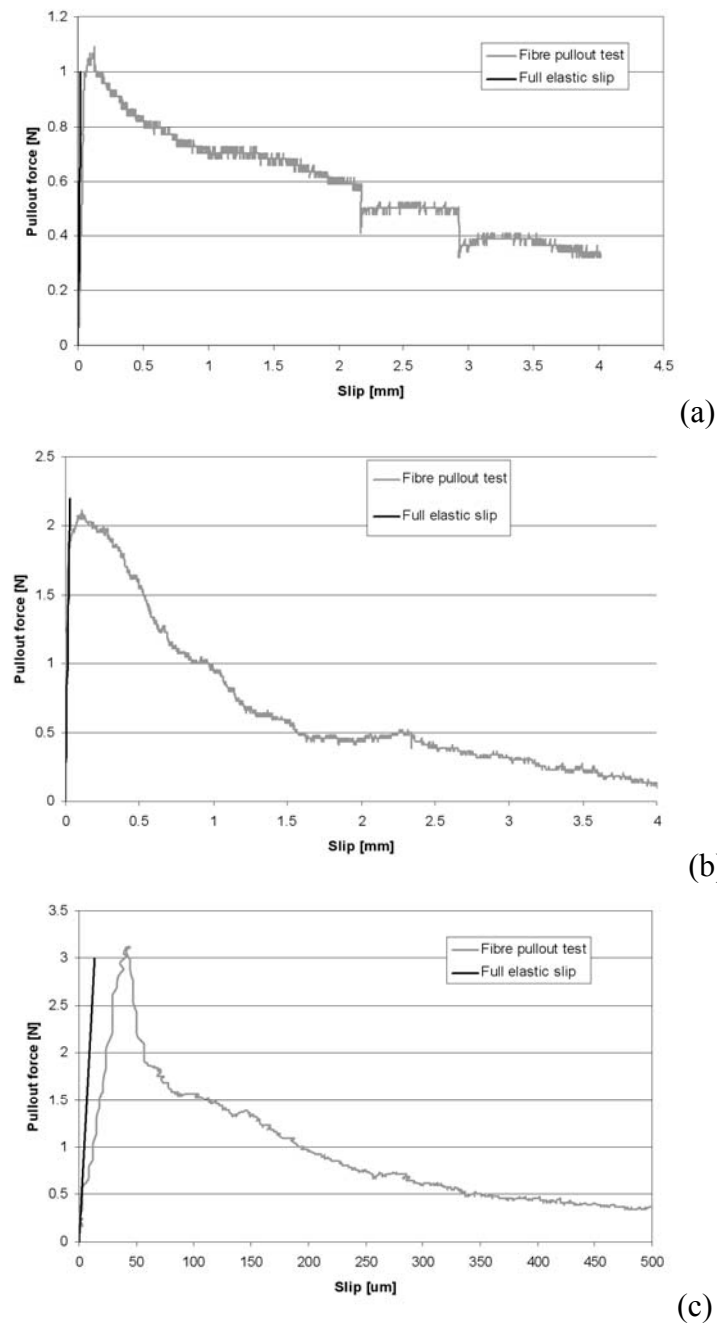 1.2
1
0.8
0.6
0.4
0.2
0
Pullout force [N]
Fibre pullout test
Full elastic slip
0 0.5 1 1.5 2 2.5 3 3.5 4 4.5
Slip [mm]
(a)
2.5
2
1.5
1
0.5
0
Pullout force [N]
Fibre pullout test
Full elastic slip
0 0.5 1 1.5 2 2.5 3 3.5 4
Slip [mm]
(b)
3.5
3
2.5
2
1.5
1
0.5
0
Pullout force [N]
Fibre pullout test
Full elastic slip
0 50 100 150 200 250 300 350 400 450 500
Slip [um]
(c)